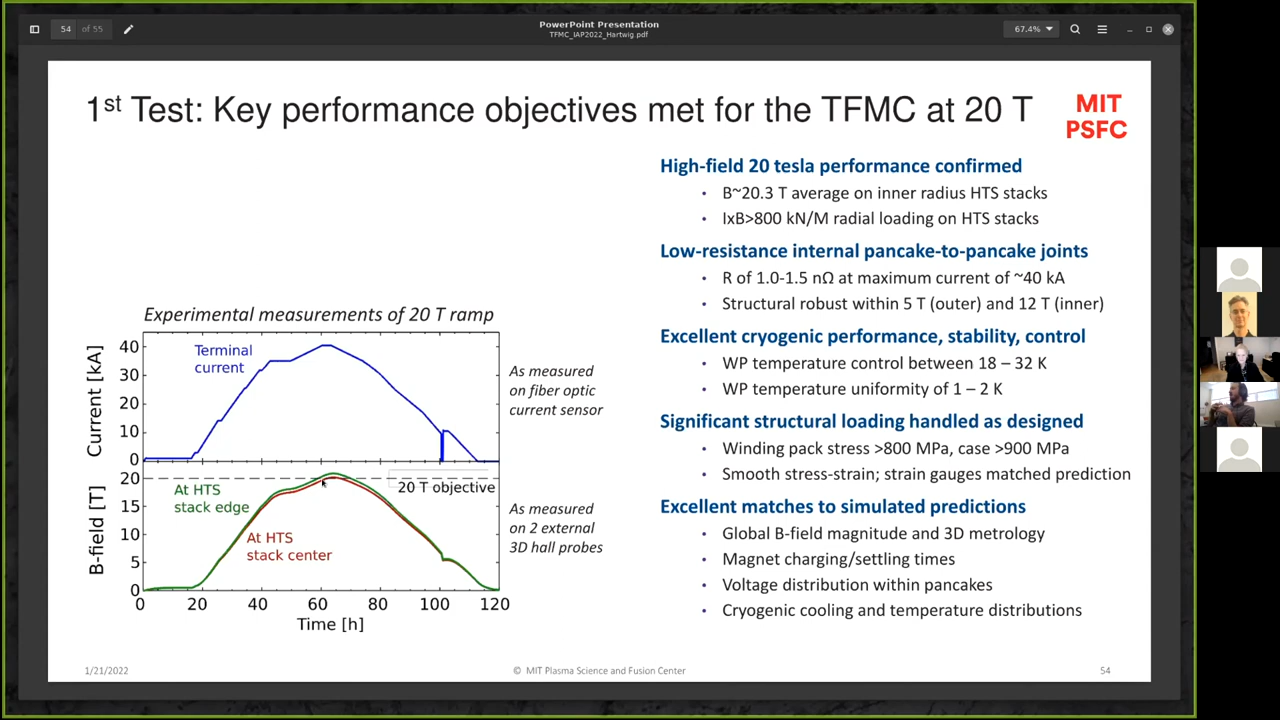 54 of 55
PowerPoint Presentation
TFMC_IAP2022_Hartwig.pdf
67.4%
1st Test: Key performance objectives met for the TFMC at 20 T
MIT
PSFC
Experimental measurements of 20 T ramp
Current [kA]
40
30
20
10
0
Terminal
current
As measured
on fiber optic
current sensor
B-field [T]
20
15
10
5
0
At HTS
stack edge
20 T objective
At HTS
stack center
As measured
on 2 external
3D hall probes
0 20 40 60 80 100 120
Time [h]
High-field 20 tesla performance confirmed
• B~20.3 T average on inner radius HTS stacks
• IxB>800 kN/M radial loading on HTS stacks
Low-resistance internal pancake-to-pancake joints
• R of 1.0-1.5 nΩ at maximum current of ~40 kA
• Structural robust within 5 T (outer) and 12 T (inner)
Excellent cryogenic performance, stability, control
• WP temperature control between 18 – 32 K
• WP temperature uniformity of 1 – 2 K
Significant structural loading handled as designed
• Winding pack stress >800 MPa, case >900 MPa
• Smooth stress-strain; strain gauges matched prediction
Excellent matches to simulated predictions
• Global B-field magnitude and 3D metrology
• Magnet charging/settling times
• Voltage distribution within pancakes
• Cryogenic cooling and temperature distributions
1/21/2022
© MIT Plasma Science and Fusion Center
54